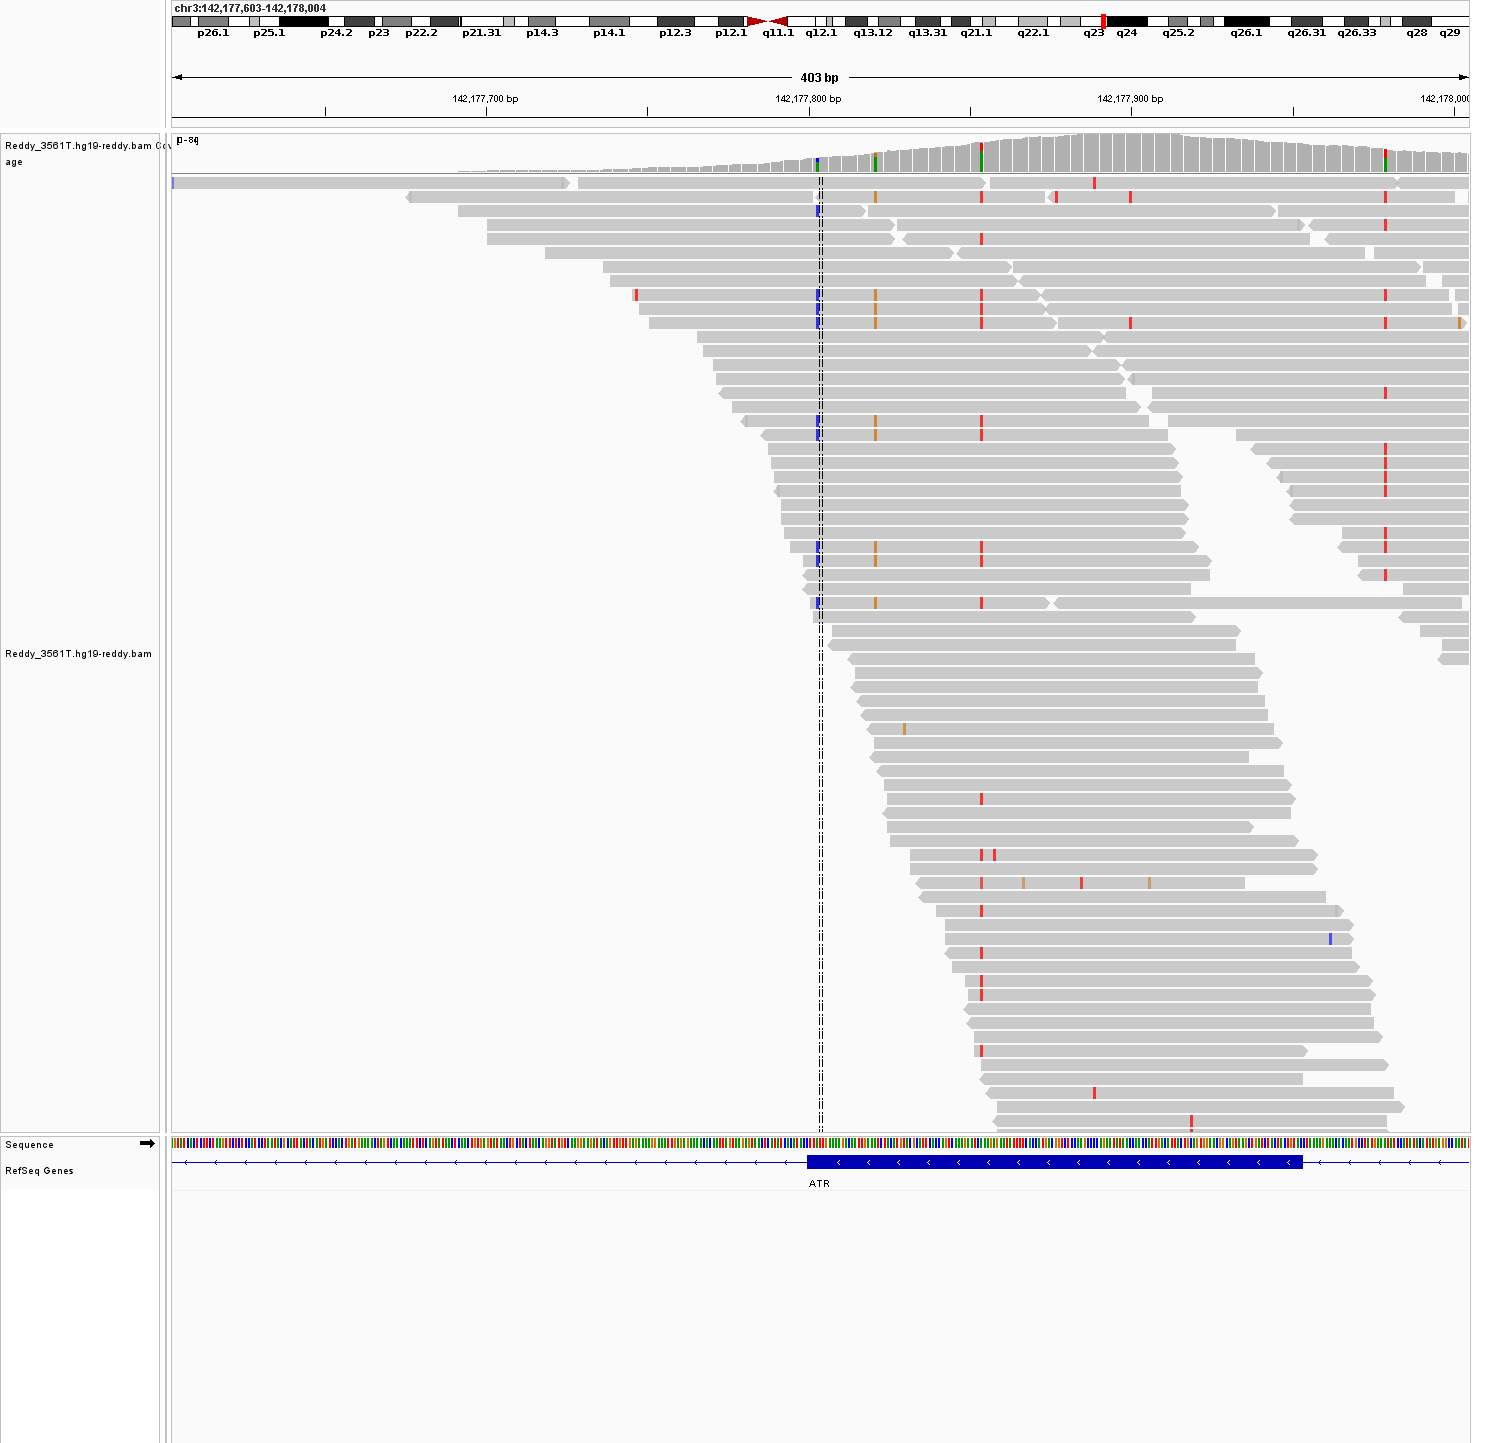 chr3:142,177,603-142,178,004
p26.1 p25.1 p24.2 p23 p22.2 p21.31 p14.3 p14.1 p12.3 p12.1 q11.1 q12.1 q13.12 q13.31 q21.1 q22.1 q23 q24 q25.2 q26.1 q26.31 q26.33 q28 q29
403 bp
142,177,700 bp 142,177,800 bp 142,177,900 bp 142,178,000
Reddy_3561T.hg19-reddy.bam Cov
age
Reddy_3561T.hg19-reddy.bam
Sequence
RefSeq Genes
ATR